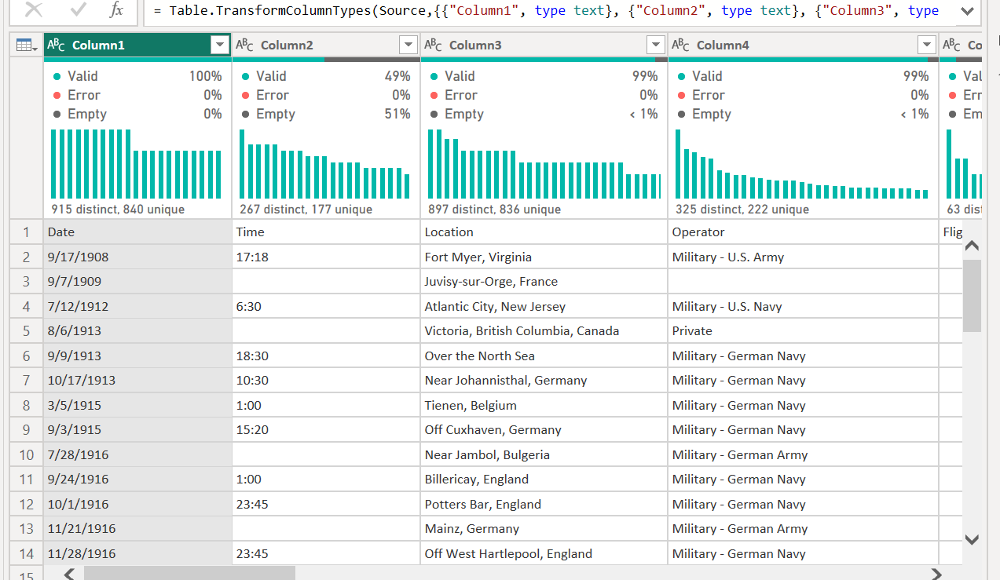 fx = Table.TransformColumnTypes(Source,{{"Column1", type text}, {"Column2", type text}, {"Column3", type
ABC Column1 ABC Column2 ABC Column3 ABC Column4 ABC Co
Valid 100% Valid 49% Valid 99% Valid 99% Val
Error 0% Error 0% Error 0% Error 0% Err
Empty 0% Empty 51% Empty < 1% Empty < 1% Em
915 distinct, 840 unique 267 distinct, 177 unique 897 distinct, 836 unique 325 distinct, 222 unique 63 dist
1 Date Time Location Operator Flig
2 9/17/1908 17:18 Fort Myer, Virginia Military - U.S. Army
3 9/7/1909 Juvisy-sur-Orge, France
4 7/12/1912 6:30 Atlantic City, New Jersey Military - U.S. Navy
5 8/6/1913 Victoria, British Columbia, Canada Private
6 9/9/1913 18:30 Over the North Sea Military - German Navy
7 10/17/1913 10:30 Near Johannisthal, Germany Military - German Navy
8 3/5/1915 1:00 Tienen, Belgium Military - German Navy
9 9/3/1915 15:20 Off Cuxhaven, Germany Military - German Navy
10 7/28/1916 Near Jambol, Bulgeria Military - German Army
11 9/24/1916 1:00 Billericay, England Military - German Navy
12 10/1/1916 23:45 Potters Bar, England Military - German Navy
13 11/21/1916 Mainz, Germany Military - German Army
14 11/28/1916 23:45 Off West Hartlepool, England Military - German Navy
15